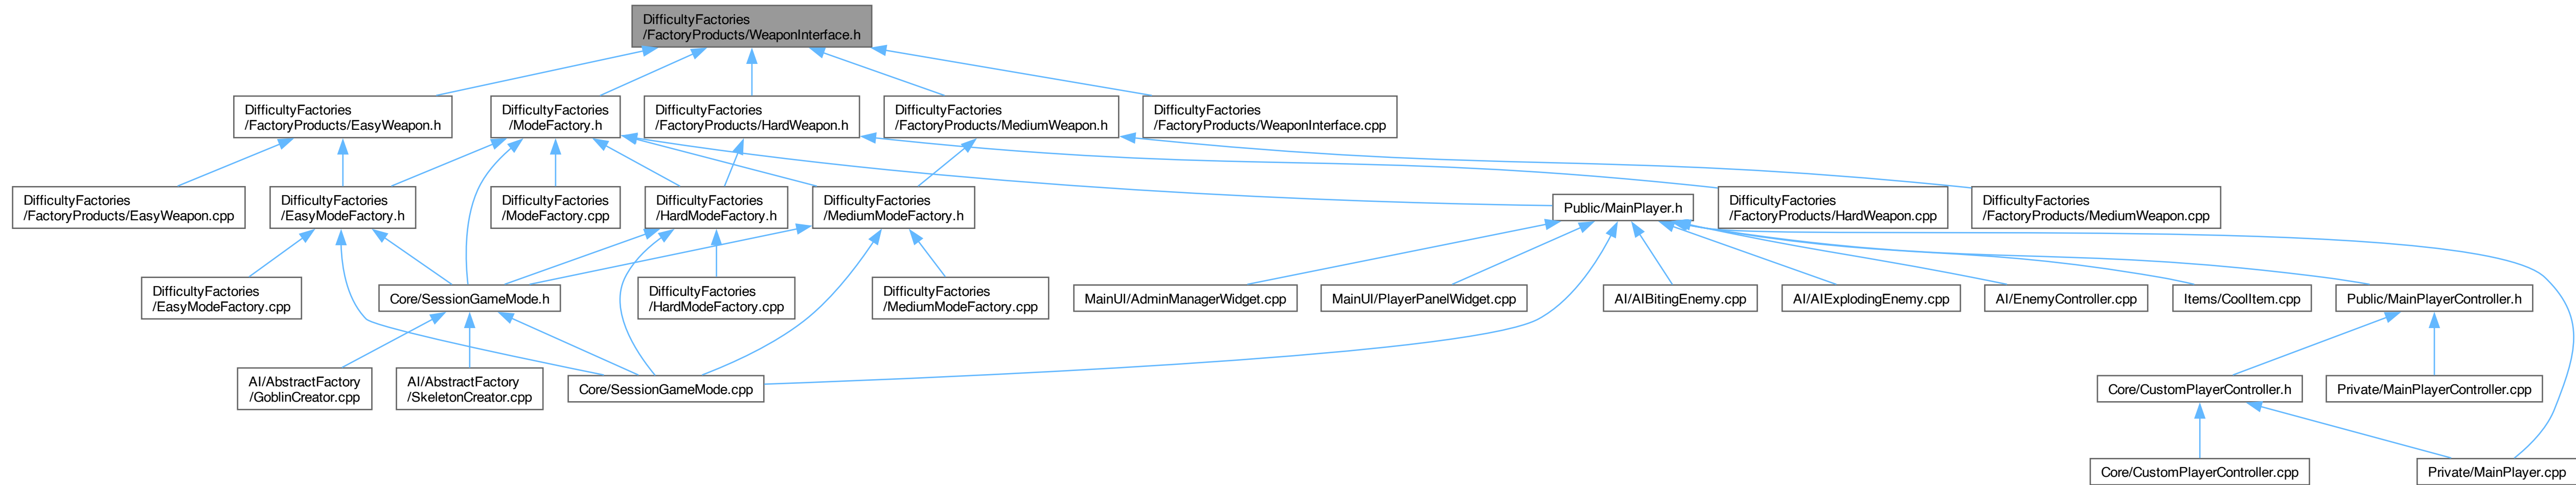 DifficultyFactories
/FactoryProducts/WeaponInterface.h
DifficultyFactories
/FactoryProducts/EasyWeapon.h
DifficultyFactories
/ModeFactory.h
DifficultyFactories
/FactoryProducts/HardWeapon.h
DifficultyFactories
/FactoryProducts/MediumWeapon.h
DifficultyFactories
/FactoryProducts/WeaponInterface.cpp
DifficultyFactories
/FactoryProducts/EasyWeapon.cpp
DifficultyFactories
/EasyModeFactory.h
DifficultyFactories
/ModeFactory.cpp
DifficultyFactories
/HardModeFactory.h
DifficultyFactories
/MediumModeFactory.h
Public/MainPlayer.h
DifficultyFactories
/FactoryProducts/HardWeapon.cpp
DifficultyFactories
/FactoryProducts/MediumWeapon.cpp
DifficultyFactories
/EasyModeFactory.cpp
Core/SessionGameMode.h
DifficultyFactories
/HardModeFactory.cpp
DifficultyFactories
/MediumModeFactory.cpp
MainUI/AdminManagerWidget.cpp
MainUI/PlayerPanelWidget.cpp
AI/AIBitingEnemy.cpp
AI/AIExplodingEnemy.cpp
AI/EnemyController.cpp
Items/CoolItem.cpp
Public/MainPlayerController.h
AI/AbstractFactory
/GoblinCreator.cpp
AI/AbstractFactory
/SkeletonCreator.cpp
Core/SessionGameMode.cpp
Core/CustomPlayerController.h
Private/MainPlayerController.cpp
Core/CustomPlayerController.cpp
Private/MainPlayer.cpp